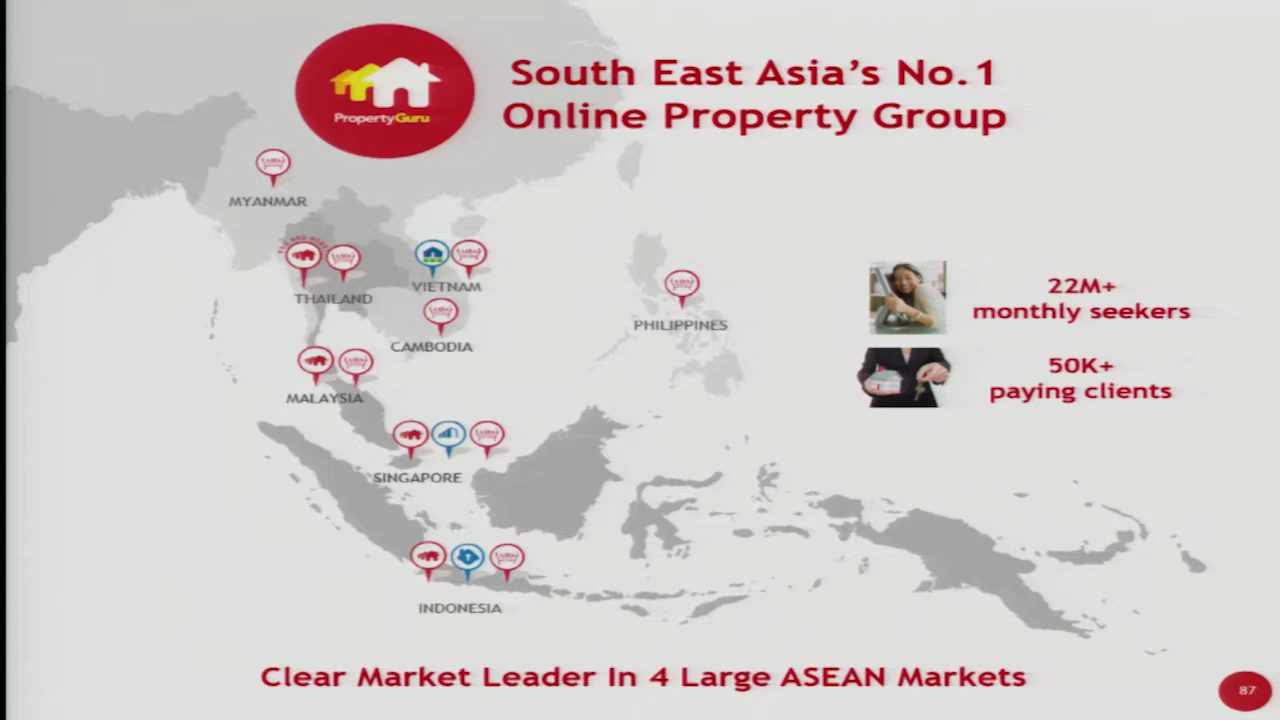 South East Asia's No.1
Online Property Group
PropertyGuru
MYANMAR
THAILAND
VIETNAM
CAMBODIA
PHILIPPINES
22M+
monthly seekers
50K+
paying clients
MALAYSIA
SINGAPORE
INDONESIA
Clear Market Leader In 4 Large ASEAN Markets
87